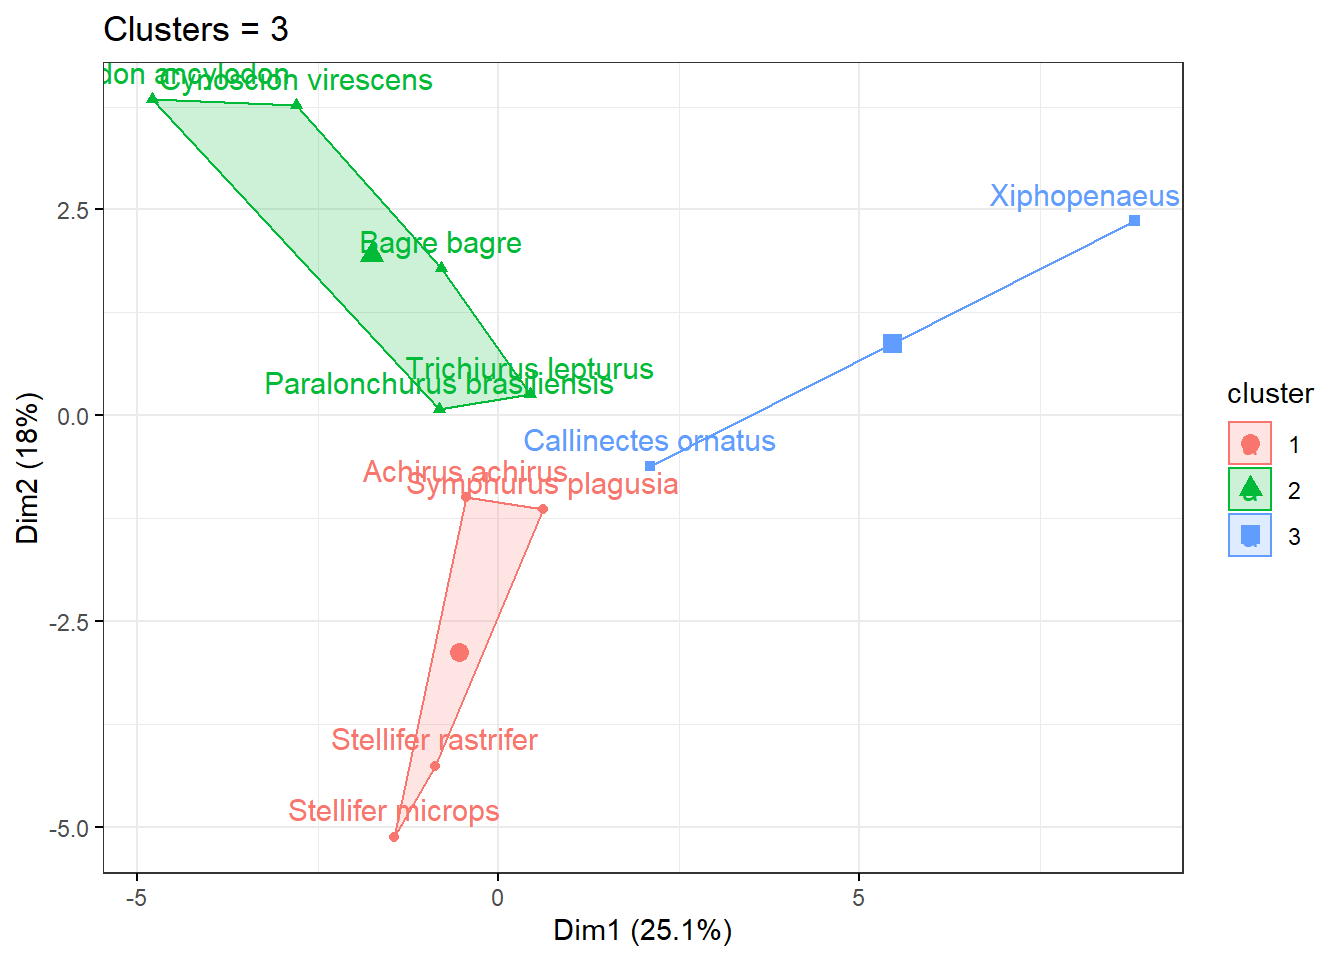 Clusters = 3
don ancylodon
Cynoscion virescens
Xiphopenaeus
2.5
Bagre bagre
Trichiurus lepturus
Paralonchurus brasiliensis
0.0
Callinectes ornatus
Achirus achirus
Symphurus plagusia
-2.5
Stellifer rastrifer
Stellifer microps
-5.0
-5 0 5
Dim1 (25.1%)
Dim2 (18%)
cluster
a 1
a 2
a 3